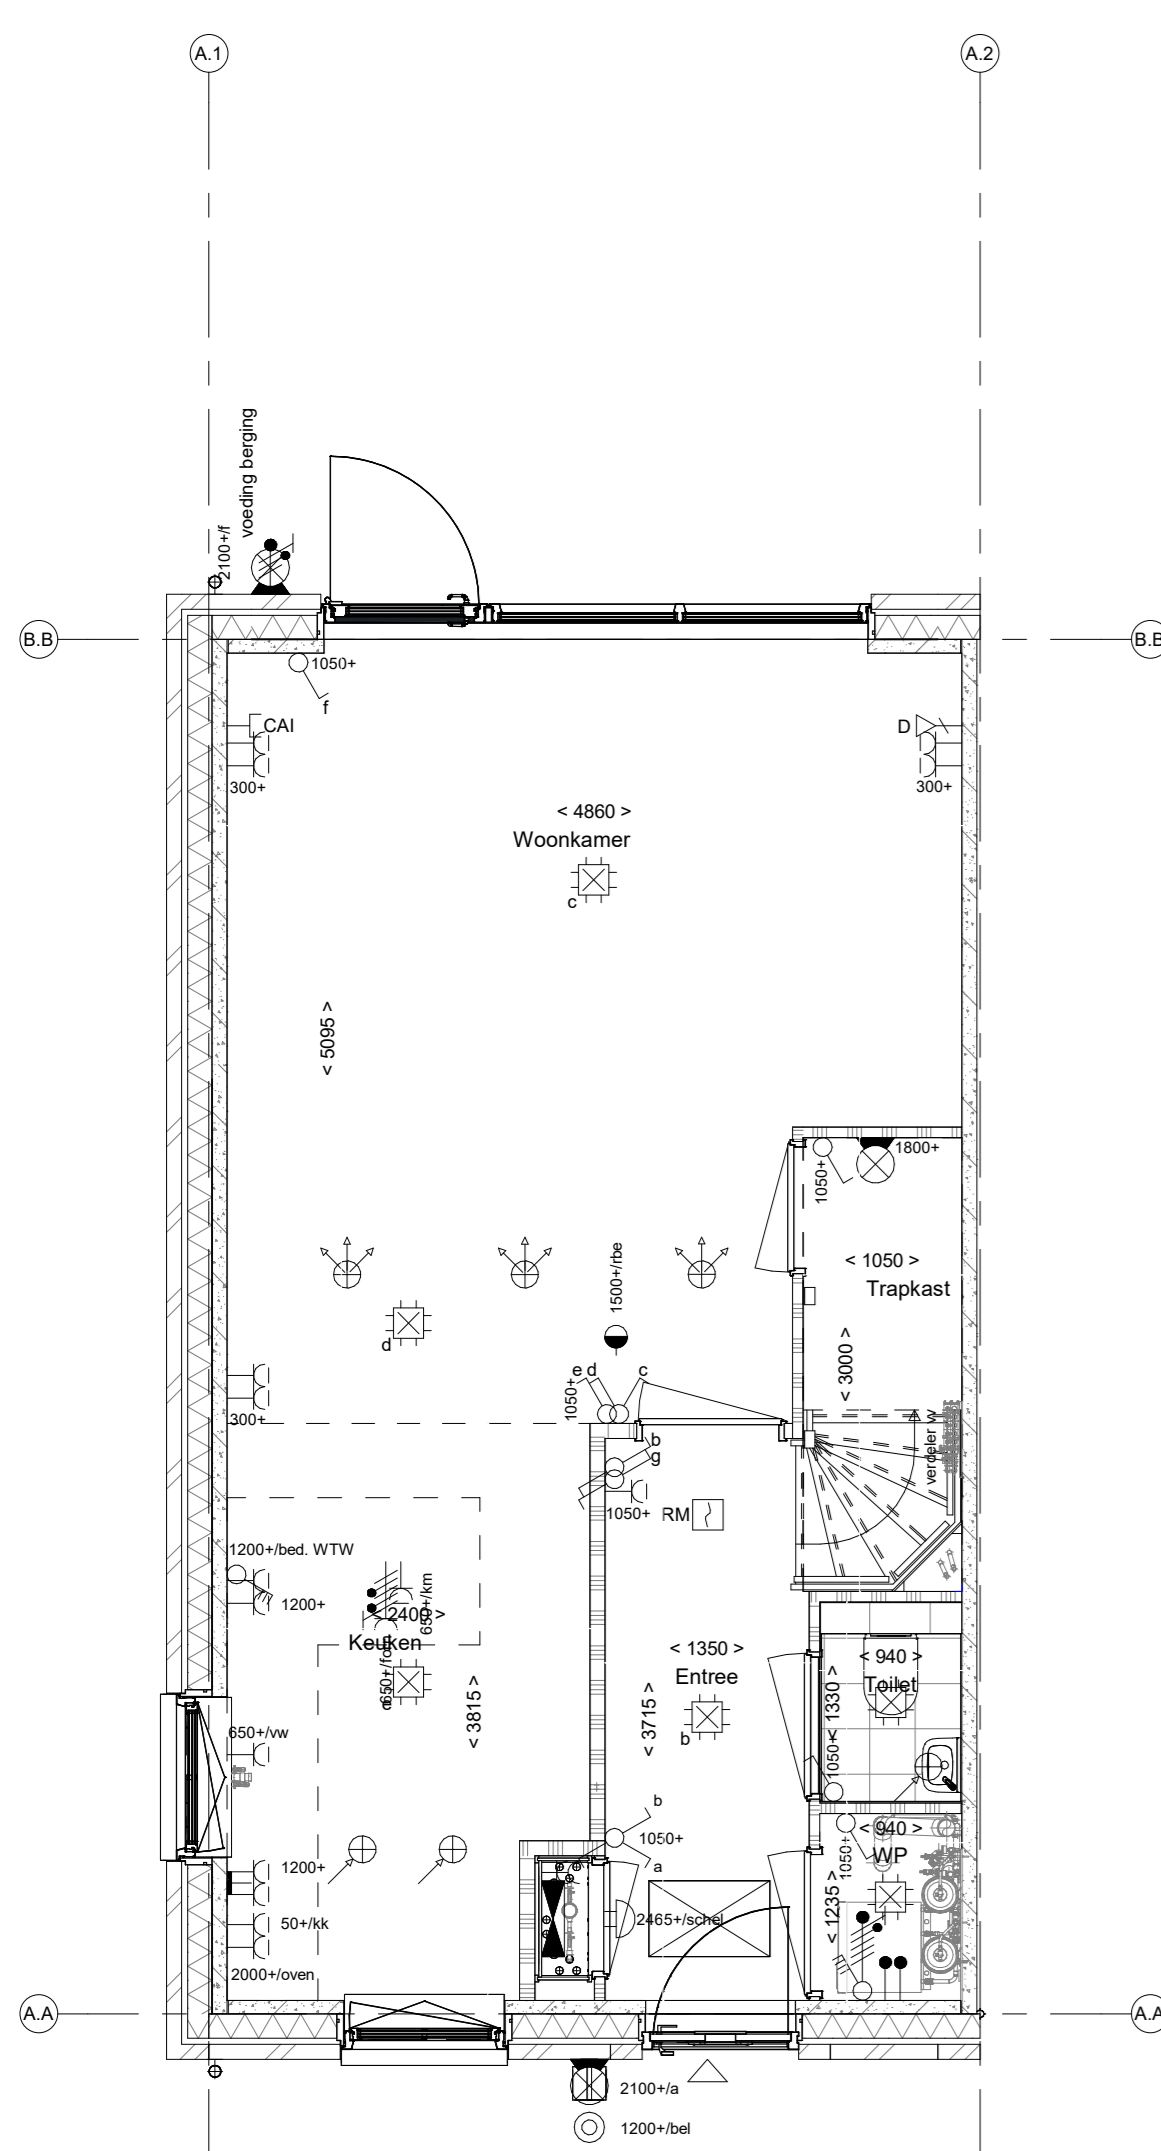 A.1
A.2
voeding berging
2100+/f
B.B
B.B
1050+
f
CAI
D
300+
300+
< 4860 >
Woonkamer
c
< 5095 >
1050+
1800+
< 1050 >
Trapkast
1500+/rbe
d
< 3000 >
e d
c
1050+
300+
verdeler vv
b
g
1050+
RM
1200+/bed. WTW
1200+
650+/km
< 2400 >
Keuken
< 1350 >
Entree
< 940 >
Toilet
< 1330 >
< 3815 >
< 3715 >
b
650+/vw
1050+
b
1050+
a
< 940 >
WP
1050+
1200+
< 1235 >
50+/kk
2465+/schel
2000+/oven
A.A
A.A
2100+/a
1200+/bel